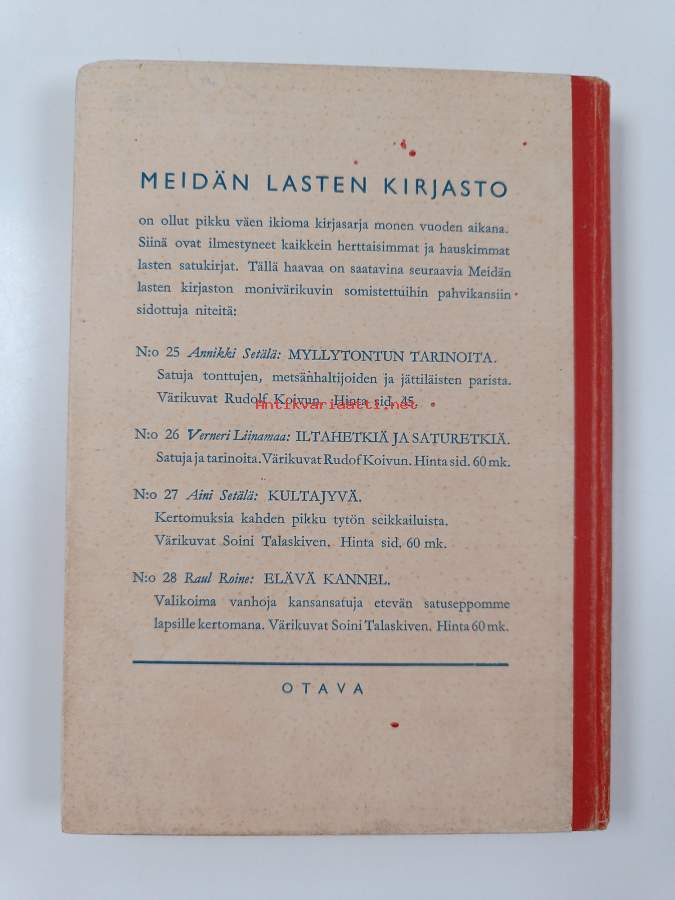 MEIDÄN LASTEN KIRJASTO
on ollut pikku väen ikioma kirjasarja monen vuoden aikana.
Siinä ovat ilmestyneet kaikkein herttaisimmat ja hauskimmat
lasten satukirjat. Tällä haavaa on saatavina seuraavia Meidän
lasten kirjaston monivärikuvin somistettuihin pahvikansiin
sidottuja niteitä:
N:o 25 Annikki Setälä: MYLLYTONTUN TARINOITA.
Satuja tonttujen, metsänhaltijoiden ja jättiläisten parista.
Värikuvat Rudolf Koivun. Hinta sid. 45.
Antikvariaatti.net
N:o 26 Verneri Liinamaa: ILTAHETKIÄ JA SATURETKIÄ.
Satuja ja tarinoita. Värikuvat Rudof Koivun. Hinta sid. 60 mk.
N:o 27 Aini Setälä: KULTAJYVÄ.
Kertomuksia kahden pikku tytön seikkailuista.
Värikuvat Soini Talaskiven. Hinta sid. 60 mk.
N:o 28 Raul Roine: ELÄVÄ KANNEL.
Valikoima vanhoja kansansatuja etevän satuseppomme
lapsille kertomana. Värikuvat Soini Talaskiven. Hinta 60 mk.
OTAVA